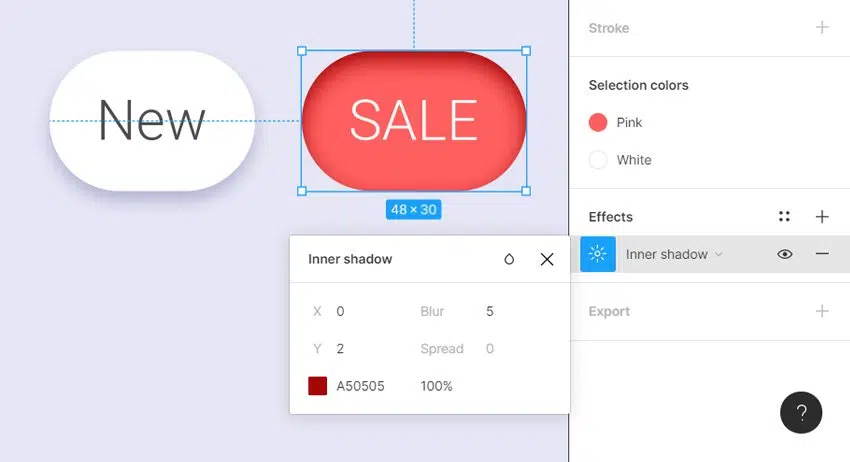 New
SALE
48 × 30
Stroke
Selection colors
Pink
White
Effects
Inner shadow
Export
Inner shadow
X 0 Blur 5
Y 2 Spread 0
A50505 100%
?